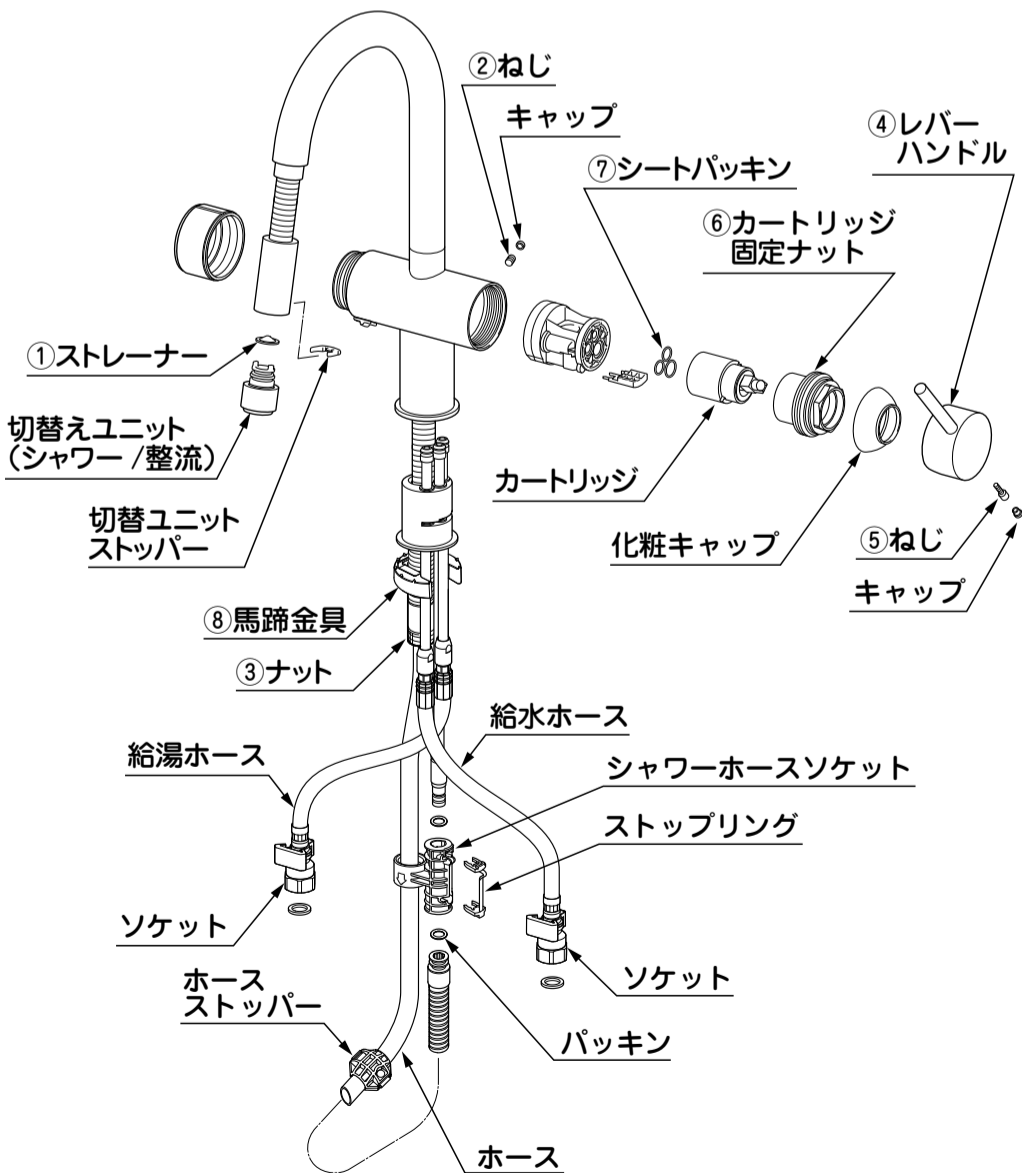 ②ねじ
キャップ
⑦シートパッキン
④レバー
ハンドル
⑥カートリッジ
固定ナット
①ストレーナー
切替えユニット
（シャワー/整流）
切替ユニット
ストッパー
カートリッジ
化粧キャップ
⑤ねじ
キャップ
⑧馬蹄金具
③ナット
給水ホース
給湯ホース
シャワーホースソケット
ストップリング
ソケット
ホース
ストッパー
ソケット
パッキン
ホース